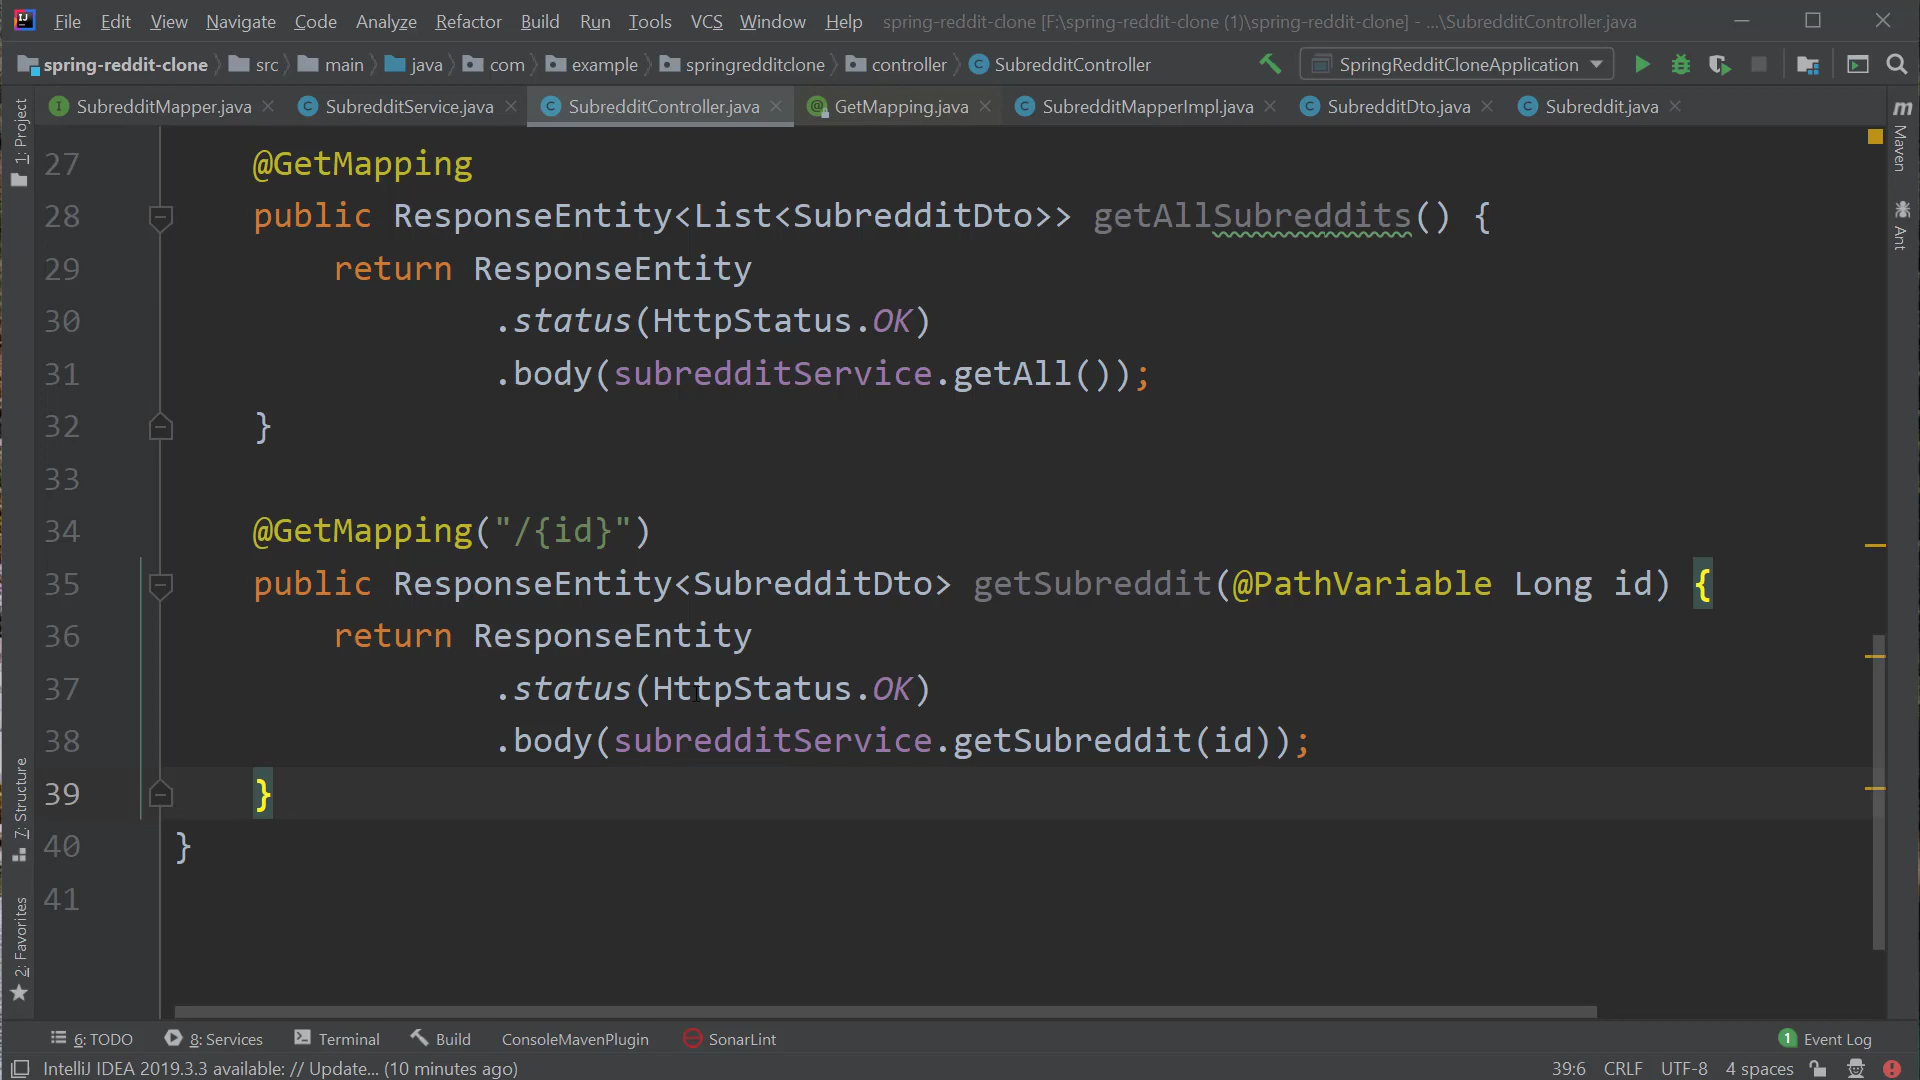 File Edit View Navigate Code Analyze Refactor Build Run Tools VCS Window Help spring-reddit-clone [F:\spring-reddit-clone (1)\spring-reddit-clone] - ...\SubredditController.java
spring-reddit-clone src main java com example springredditclone controller SubredditController SpringRedditCloneApplication
SubredditMapper.java SubredditService.java SubredditController.java GetMapping.java SubredditMapperImpl.java SubredditDto.java Subreddit.java
1: Project
Maven
Ant
27 @GetMapping
28 public ResponseEntity<List<SubredditDto>> getAllSubreddits() {
29 return ResponseEntity
30 .status(HttpStatus.OK)
31 .body(subredditService.getAll());
32 }
33
34 @GetMapping("/{id}")
35 public ResponseEntity<SubredditDto> getSubreddit(@PathVariable Long id) {
36 return ResponseEntity
37 .status(HttpStatus.OK)
38 .body(subredditService.getSubreddit(id));
39 }
40 }
41
7: Structure
2: Favorites
6: TODO 8: Services Terminal Build ConsoleMavenPlugin SonarLint 1 Event Log
IntelliJ IDEA 2019.3.3 available: // Update... (10 minutes ago) 39:6 CRLF UTF-8 4 spaces